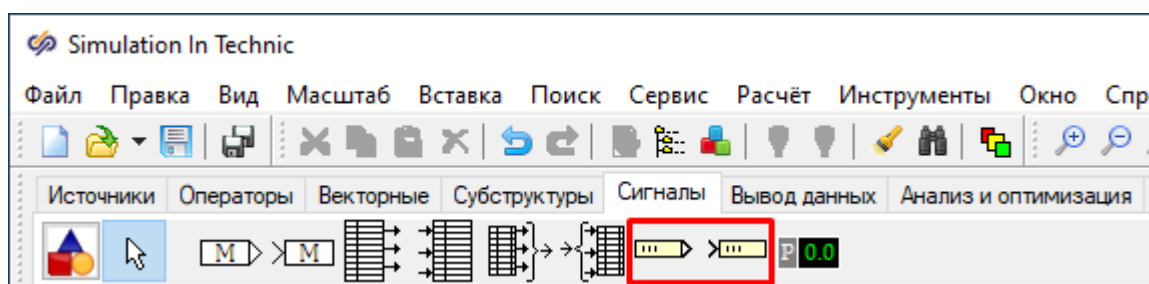 Simulation In Technic
Файл Правка Вид Масштаб Вставка Поиск Сервис Расчёт Инструменты Окно Спр
Источники Операторы Векторные Субструктуры Сигналы Вывод данных Анализ и оптимизация
M M P 0.0